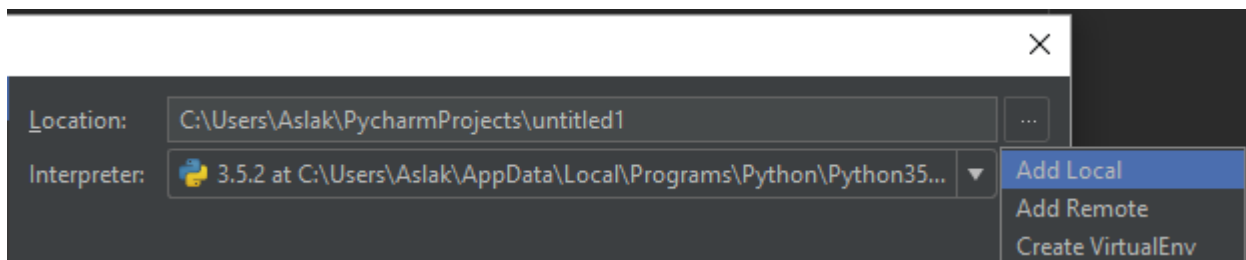 Location: C:\Users\Aslak\PycharmProjects\untitled1 ...
Interpreter: 3.5.2 at C:\Users\Aslak\AppData\Local\Programs\Python\Python35...
Add Local
Add Remote
Create VirtualEnv